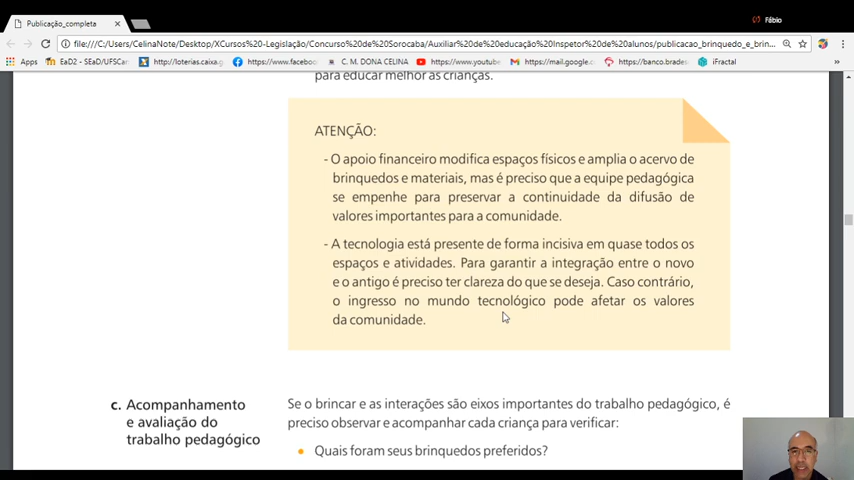 Publicação_completa
Fábio
file:///C:/Users/CelinaNote/Desktop/XCursos%20-Legislação/Concurso%20de%20Sorocaba/Auxiliar%20de%20educação%20Inspetor%20de%20alunos/publicacao_brinquedo_e_brin...
EaD2 - SEaD/UFSCar
http://loterias.caixa.g
https://www.facebool
C. M. DONA CELINA
https://www.youtube
https://mail.google.c
https://banco.brades
iFractal
para educar melhor as crianças.
ATENÇÃO:
- O apoio financeiro modifica espaços físicos e amplia o acervo de
brinquedos e materiais, mas é preciso que a equipe pedagógica
se empenhe para preservar a continuidade da difusão de
valores importantes para a comunidade.
- A tecnologia está presente de forma incisiva em quase todos os
espaços e atividades. Para garantir a integração entre o novo
e o antigo é preciso ter clareza do que se deseja. Caso contrário,
o ingresso no mundo tecnológico pode afetar os valores
da comunidade.
c. Acompanhamento
e avaliação do
trabalho pedagógico
Se o brincar e as interações são eixos importantes do trabalho pedagógico, é
preciso observar e acompanhar cada criança para verificar:
• Quais foram seus brinquedos preferidos?